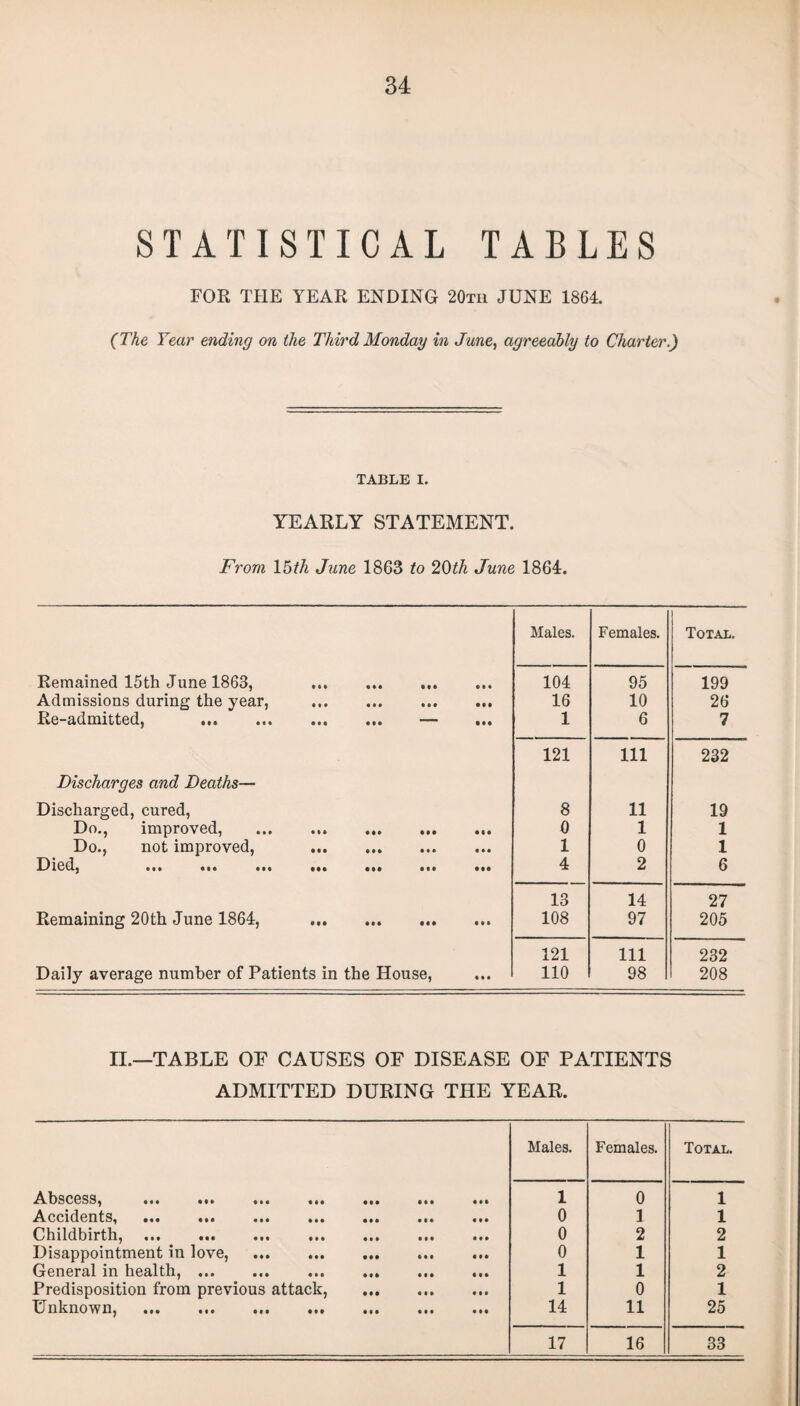 34
STATISTICAL TABLES
FOR THE YEAR ENDING 20TH JUNE 1864.
(The Year ending on the Third Monday in June, agreeably to Charter.)
TABLE I.
YEARLY STATEMENT.
From 15th June 1863 to 20th June 1864.
Males. Females. TOTAL.
Remained 15th June 1863, ... ... ... ... 104 95 199
Admissions during the year, ... ... ... ... 16 10 26
Re-admitted, ... ... ... ... — ... 1 6 7
121 111 232
Discharges and Deaths—
Discharged, cured, 8 11 19
Do., improved, ... ... ... ... ... 0 1 1
Do., not improved, ... ... ... ... 1 0 1
Died, ... ... ... ... ... ... ... 4 2 6
13 14 27
Remaining 20th June 1864, ... ... ... ... 108 97 205
121 111 232
Daily average number of Patients in the House, ... 110 98 208
II.—TABLE OF CAUSES OF DISEASE OF PATIENTS
ADMITTED DURING THE YEAR.
Males. Females. TOTAL.
Abscess, ... ... ... ... ... ... ... 1 0 1
Accidents, ... ... ... ... ... ... ... 0 1 1
Childbirth, ... ... ... ... ... ... ... 0 2 2
Disappointment in love, ... ... ... ... ... 0 1 1
General in health, ... ... ... ... ... ... 1 1 2
Predisposition from previous attack, ... ... ... 1 0 1
Unknown, ... ... ... ... ... ... ... 14 11 25
17 16 33